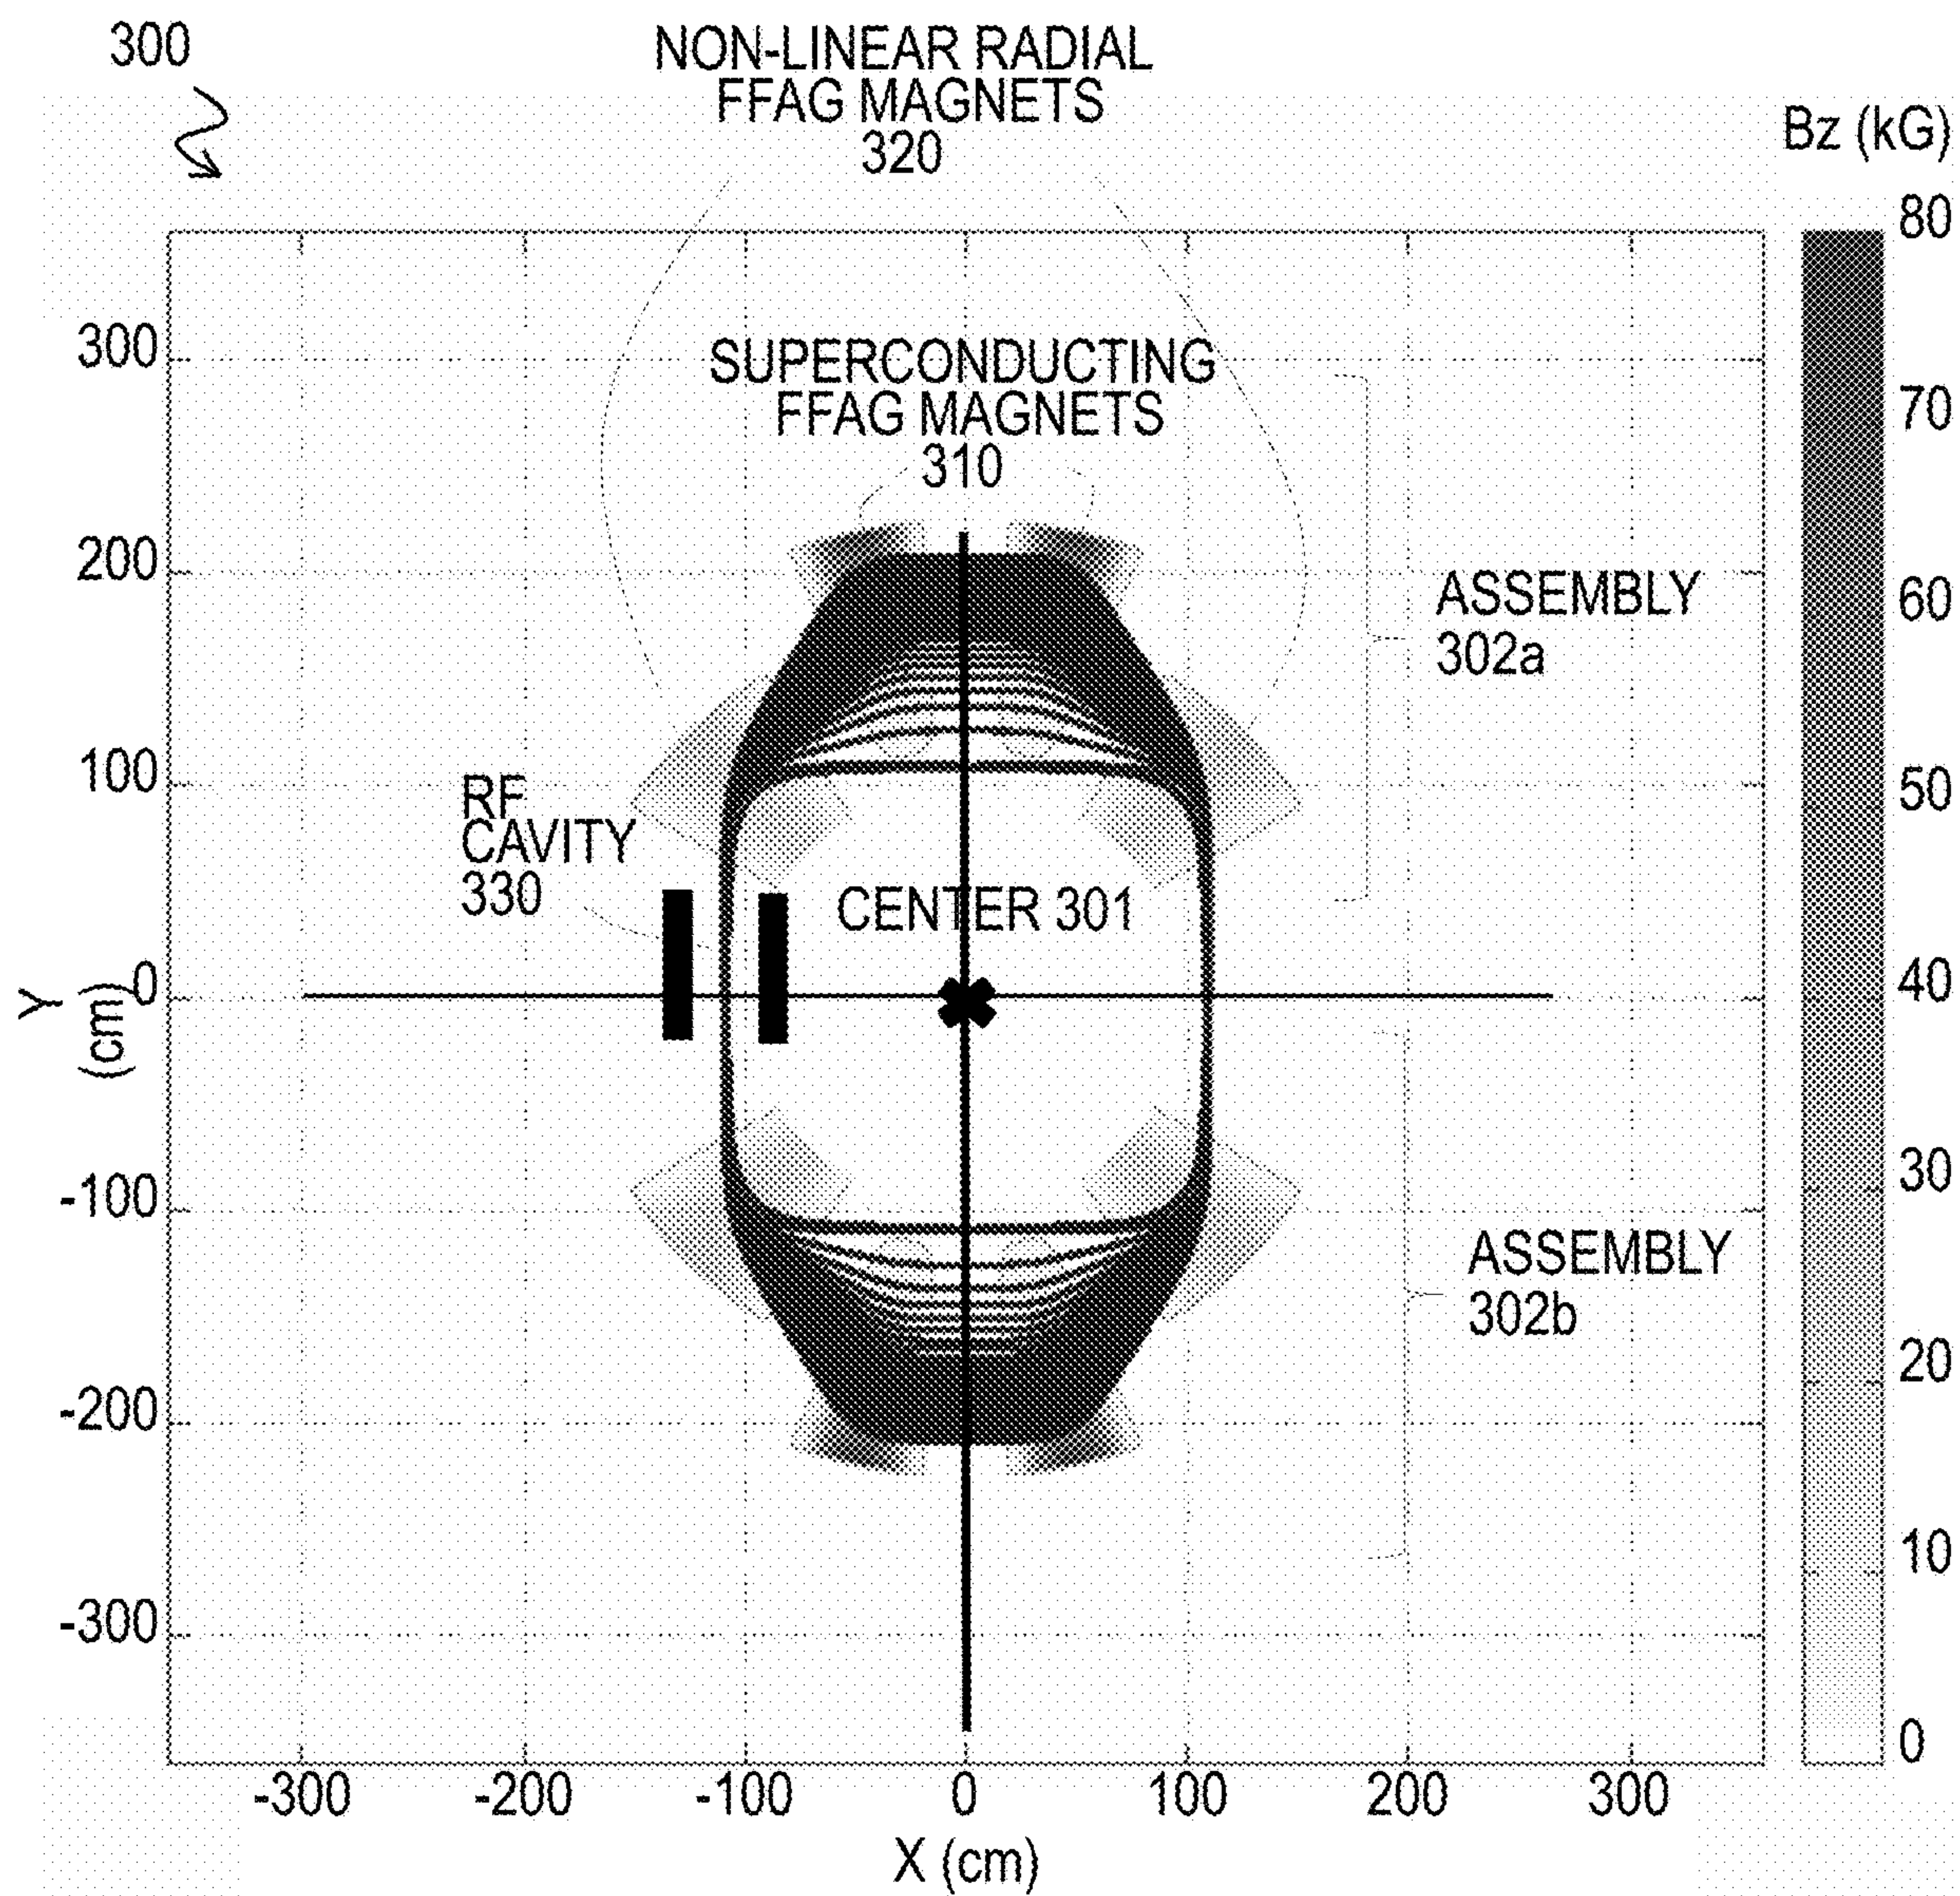 300
NON-LINEAR RADIAL
FFAG MAGNETS
320
Bz (kG)
80
70
60
50
40
30
20
10
0
SUPERCONDUCTING
FFAG MAGNETS
310
ASSEMBLY
302a
RF
CAVITY
330
CENTER 301
ASSEMBLY
302b
Y
(cm)
300
200
100
0
-100
-200
-300
-300
-200
-100
0
100
200
300
X (cm)